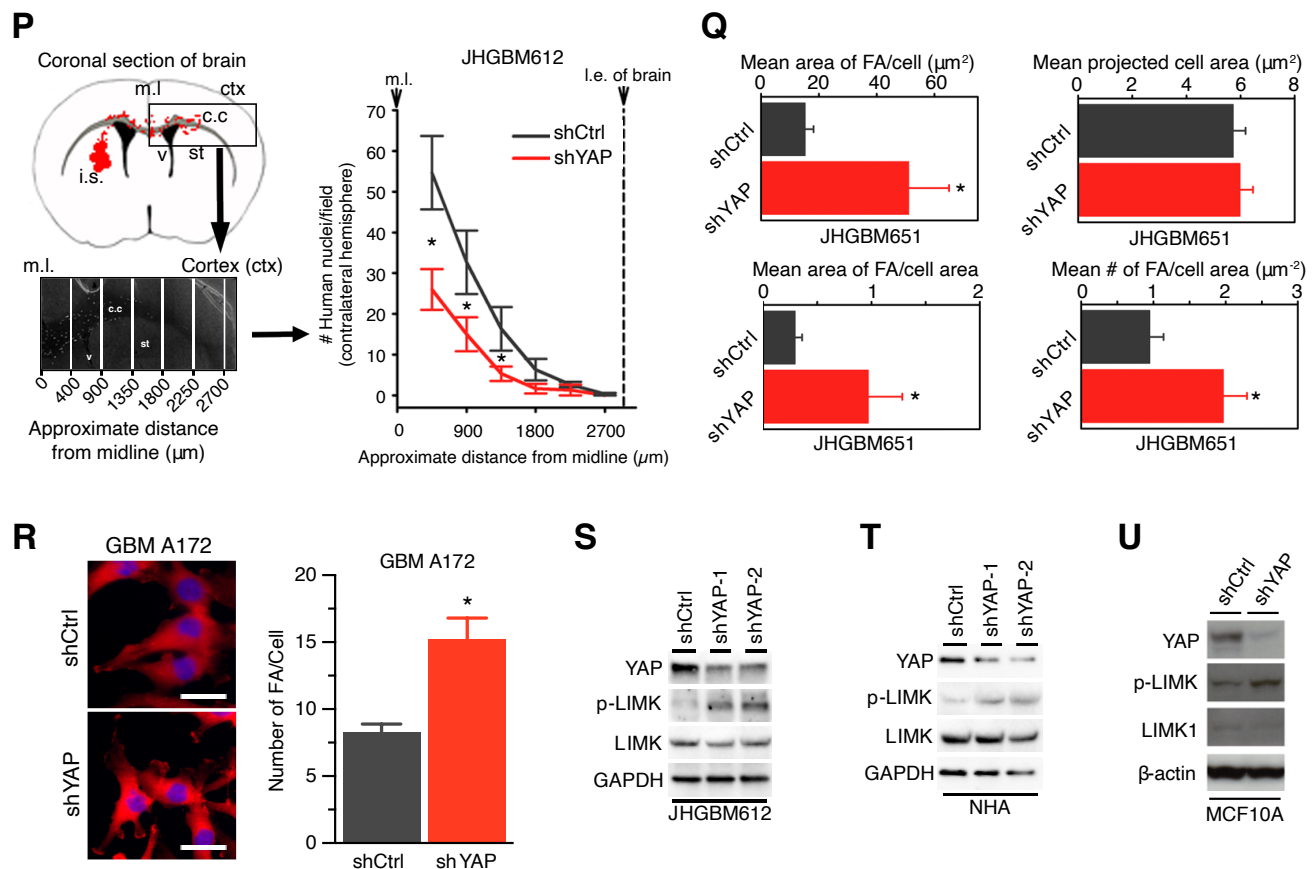 P
Coronal section of brain
m.l
ctx
c.c
v
st
i.s.
m.l.
Cortex (ctx)
c.c
v
st
0
400
900
1350
1800
2250
2700
Approximate distance
from midline (µm)
JHGBM612
m.l.
l.e. of brain
shCtrl
shYAP
# Human nuclei/field
(contralateral hemisphere)
70
60
50
40
30
20
10
0
*
*
*
0 900 1800 2700
Approximate distance from midline (µm)
Q
Mean area of FA/cell (µm²)
0 20 40 60
shCtrl
shYAP
*
JHGBM651
Mean projected cell area (µm²)
0 2 4 6 8
shCtrl
shYAP
JHGBM651
Mean area of FA/cell area
0 1 2
shCtrl
shYAP
*
JHGBM651
Mean # of FA/cell area (µm⁻²)
0 1 2 3
shCtrl
shYAP
*
JHGBM651
R
GBM A172
shCtrl
shYAP
GBM A172
Number of FA/Cell
20
15
10
5
0
*
shCtrl
sh YAP
S
shCtrl
shYAP-1
shYAP-2
YAP
p-LIMK
LIMK
GAPDH
JHGBM612
T
shCtrl
shYAP-1
shYAP-2
YAP
p-LIMK
LIMK
GAPDH
NHA
U
shCtrl
shYAP
YAP
p-LIMK
LIMK1
β-actin
MCF10A